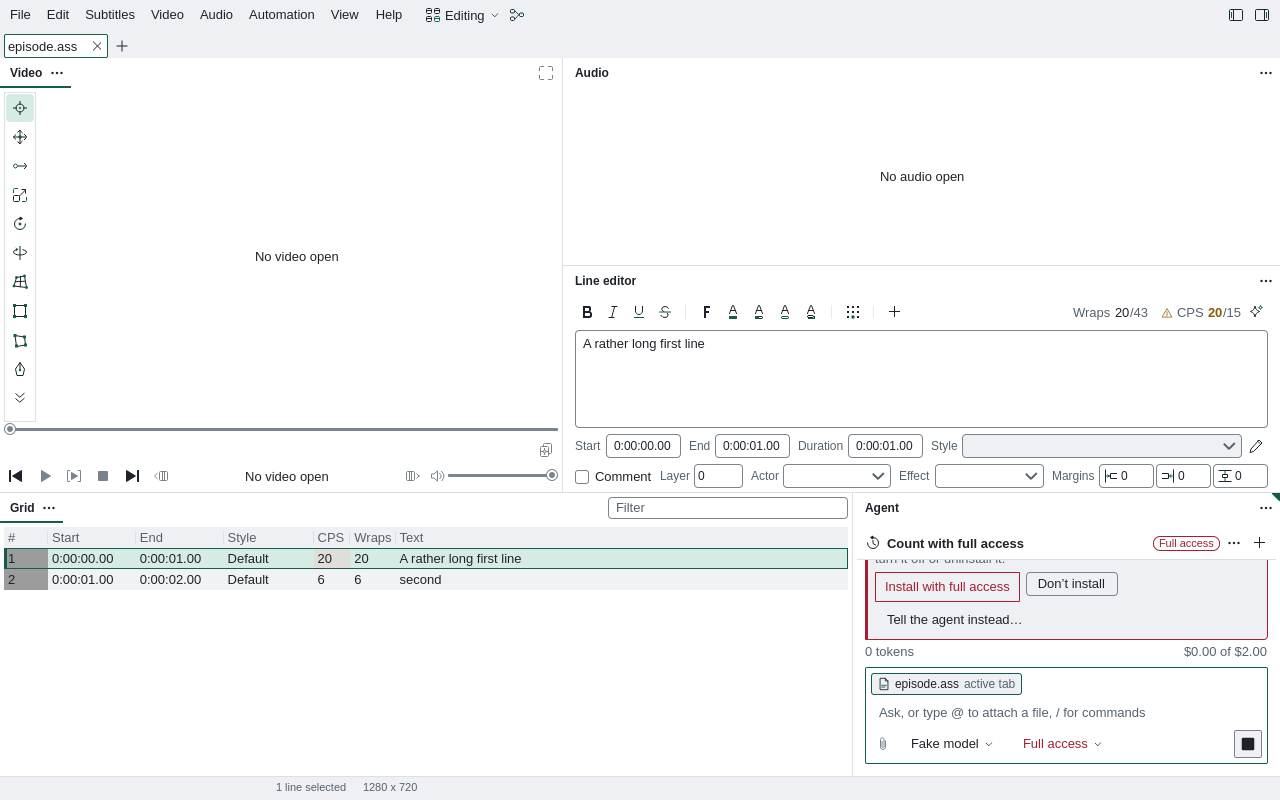 File Edit Subtitles Video Audio Automation View Help Editing
episode.ass
Video
Audio
No video open
No audio open
Line editor
Wraps 20/43 CPS 20/15
A rather long first line
Start 0:00:00.00 End 0:00:01.00 Duration 0:00:01.00 Style
Comment Layer 0 Actor Effect Margins 0 0 0
No video open
Grid
Filter
# Start End Style CPS Wraps Text
1 0:00:00.00 0:00:01.00 Default 20 20 A rather long first line
2 0:00:01.00 0:00:02.00 Default 6 6 second
Agent
Count with full access Full access
turn it off or uninstall it.
Install with full access Don't install
Tell the agent instead…
0 tokens $0.00 of $2.00
episode.ass active tab
Ask, or type @ to attach a file, / for commands
Fake model Full access
1 line selected 1280 x 720